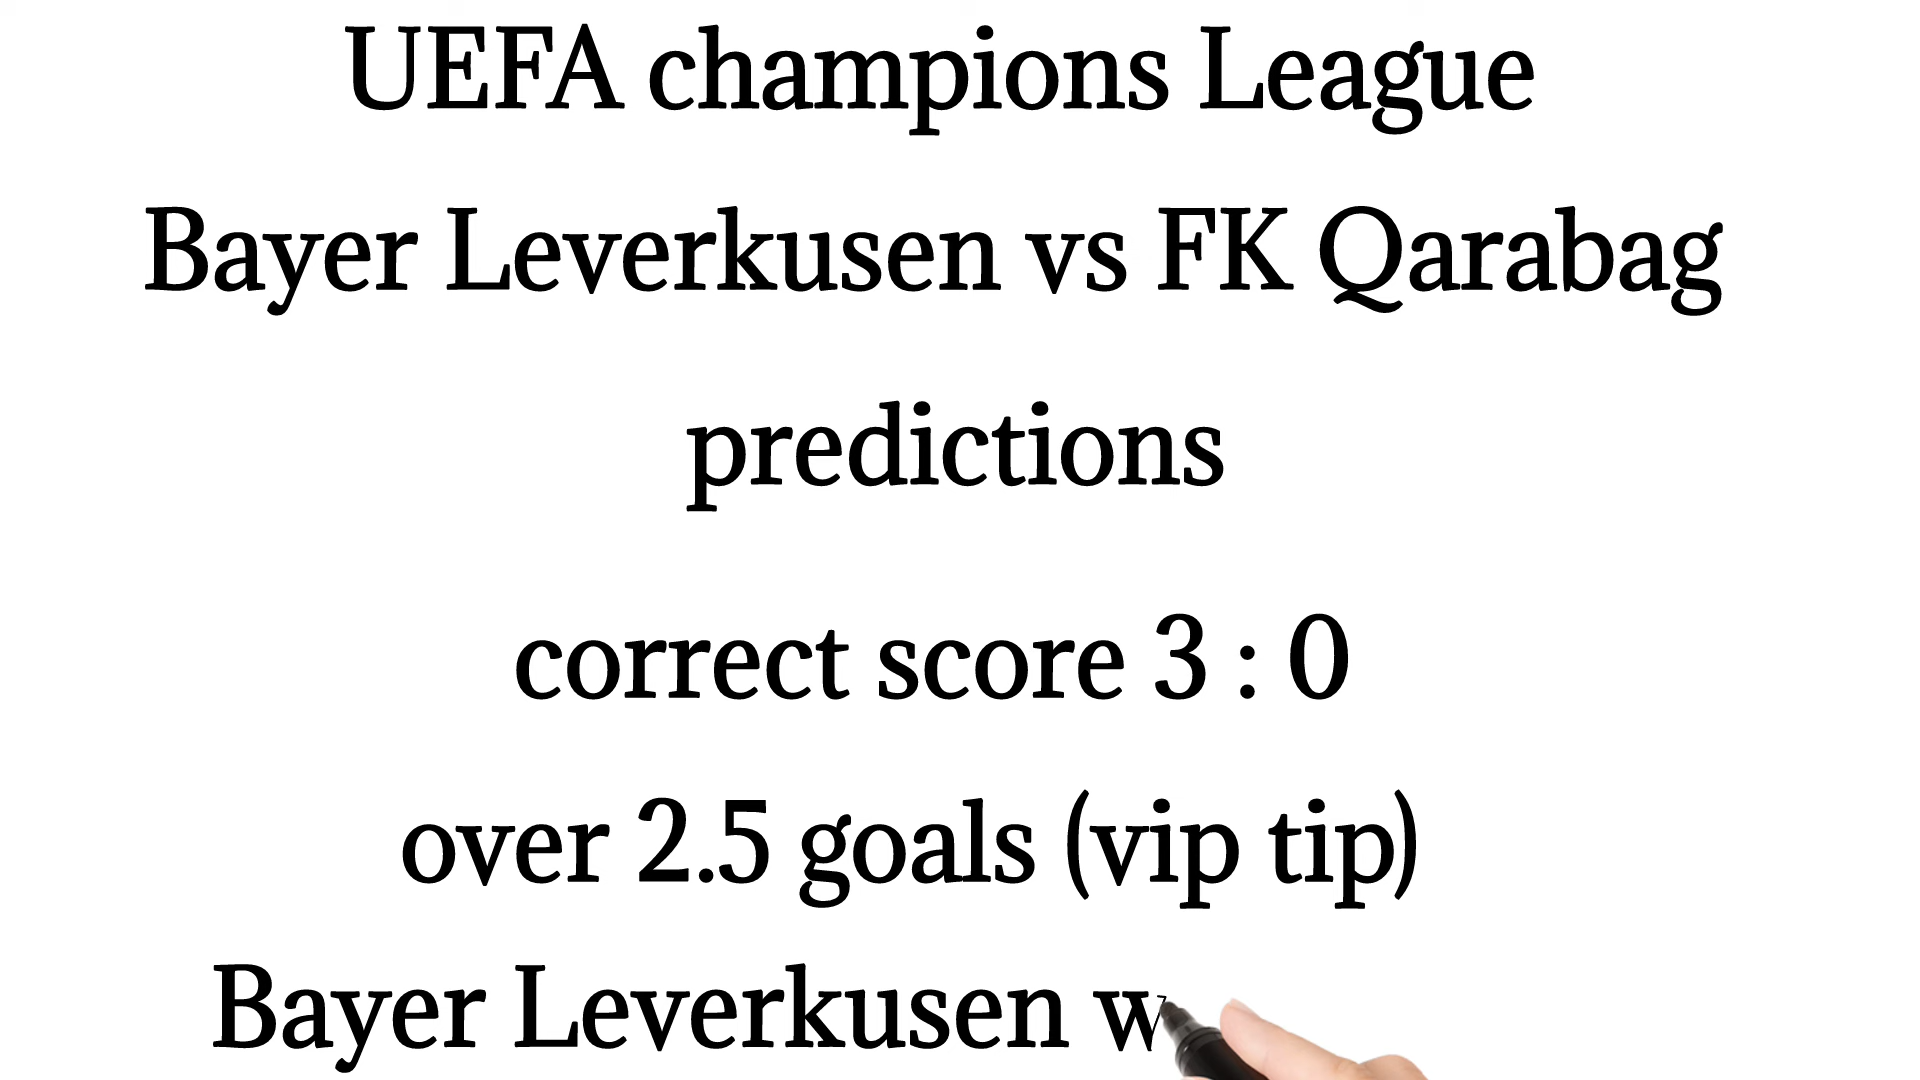 UEFA champions League
Bayer Leverkusen vs FK Qarabag
predictions
correct score 3 : 0
over 2.5 goals (vip tip)
Bayer Leverkusen w